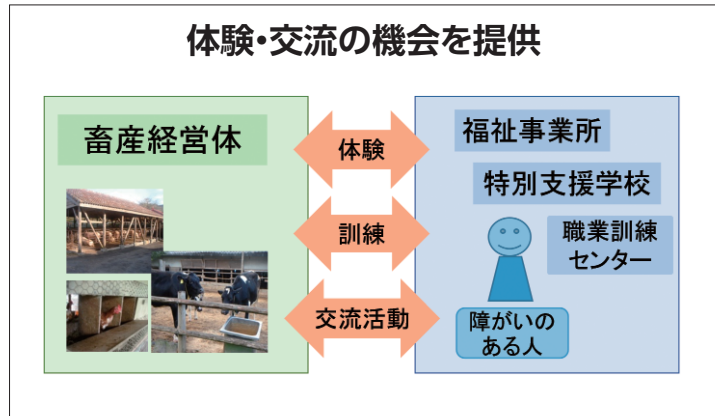 体験・交流の機会を提供
畜産経営体
体験
訓練
交流活動
福祉事業所
特別支援学校
職業訓練
センター
障がいの
ある人